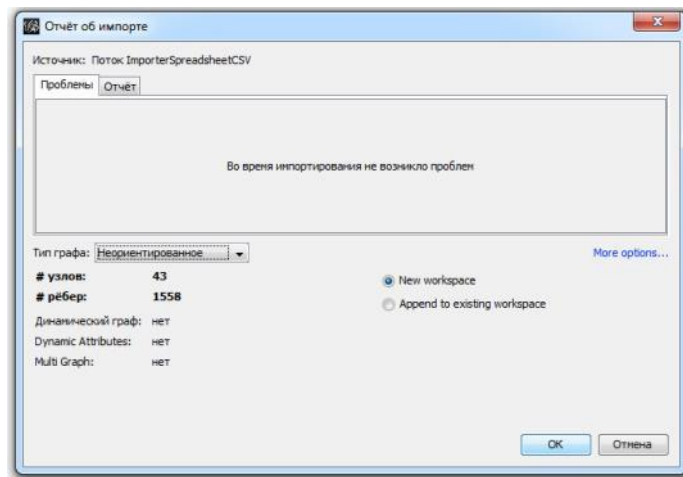 Отчёт об импорте
Источник: Поток ImporterSpreadsheetCSV
Проблемы Отчёт
Во время импортирования не возникло проблем
Тип графа: Неориентированное More options...
# узлов: 43
# рёбер: 1558
New workspace
Append to existing workspace
Динамический граф: нет
Dynamic Attributes: нет
Multi Graph: нет
OK Отмена